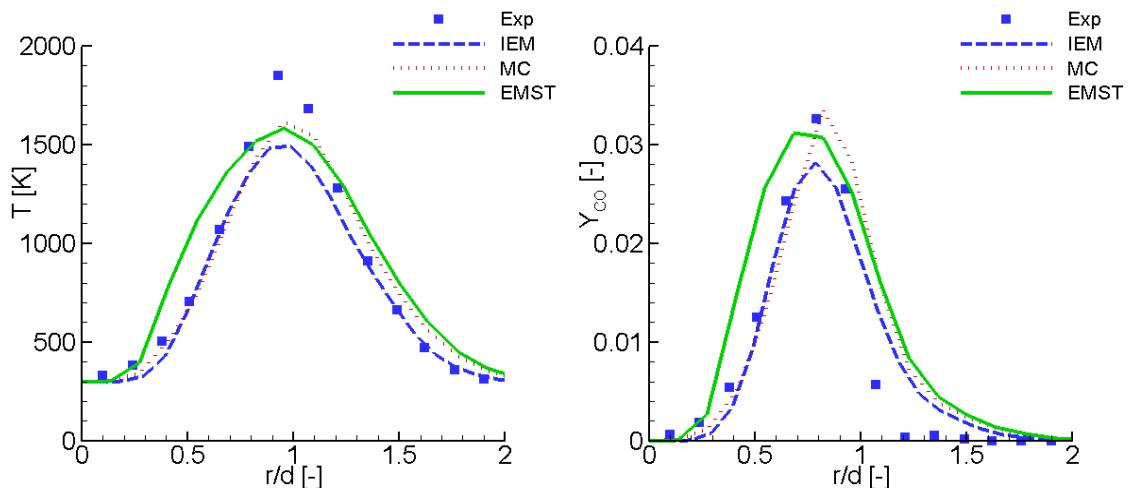 Exp
IEM
MC
EMST
2000
1500
1000
500
0
T [K]
0 0.5 1 1.5 2
r/d [-]
Exp
IEM
MC
EMST
0.04
0.03
0.02
0.01
0
Y_CO [-]
0 0.5 1 1.5 2
r/d [-]